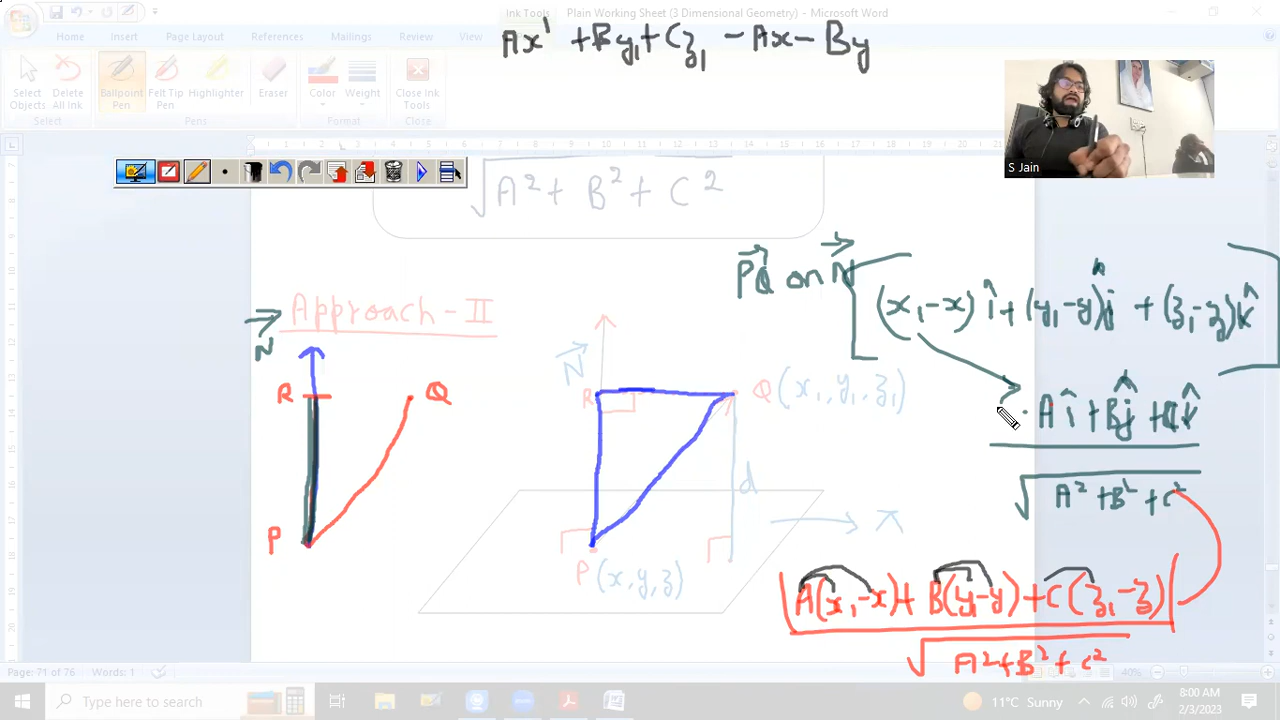 Ink Tools Plain Working Sheet (3 Dimensional Geometry) - Microsoft Word
Home Insert Page Layout References Mailings Review View Pens
Ax¹ + By₁ + Cz₁ - Ax - By
Select Objects Delete All Ink Ballpoint Pen Felt Tip Pen Highlighter Eraser Color Weight Close Ink Tools
Select Pens Format Close
S Jain
√A² + B² + C²
PQ on N
(x₁-x)î + (y₁-y)ĵ + (z₁-z)k̂
Approach-II
N
R Q
P
N
R Q (x₁, y₁, z₁)
d
π
P (x, y, z)
. Aî + Bĵ + Ck̂
√A² + B² + C²
|A(x₁-x) + B(y₁-y) + C(z₁-z)|
√A² + B² + C²
Page: 71 of 76 Words: 1 40%
Type here to search
11°C Sunny
8:00 AM
2/3/2023